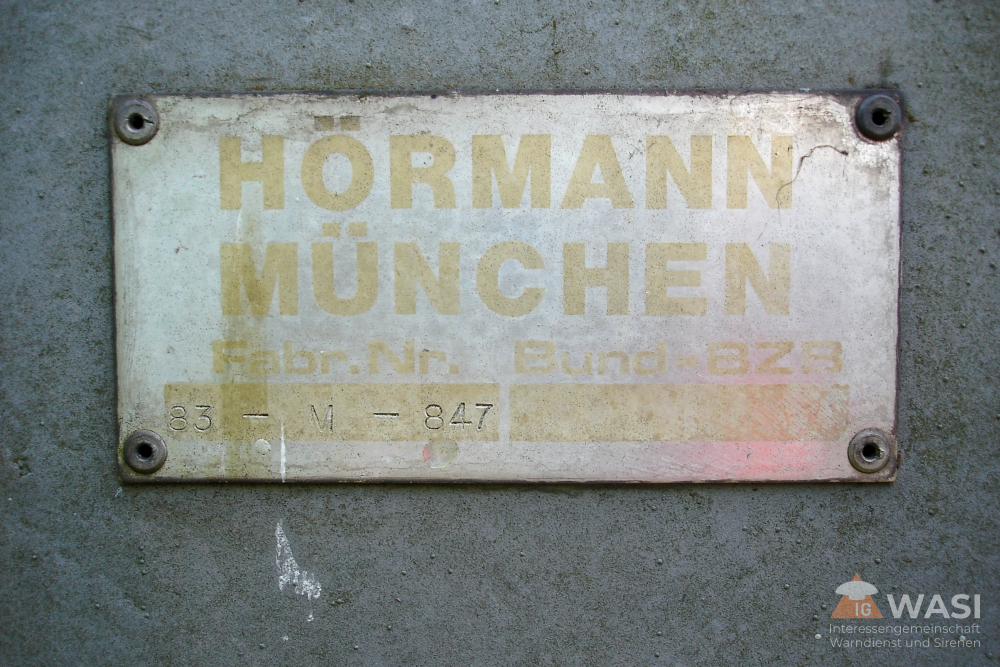 HÖRMANN
MÜNCHEN
Fabr.Nr. Bund-BZB
83 - M - 847
IG WASI
Interessengemeinschaft
Warndienst und Sirenen